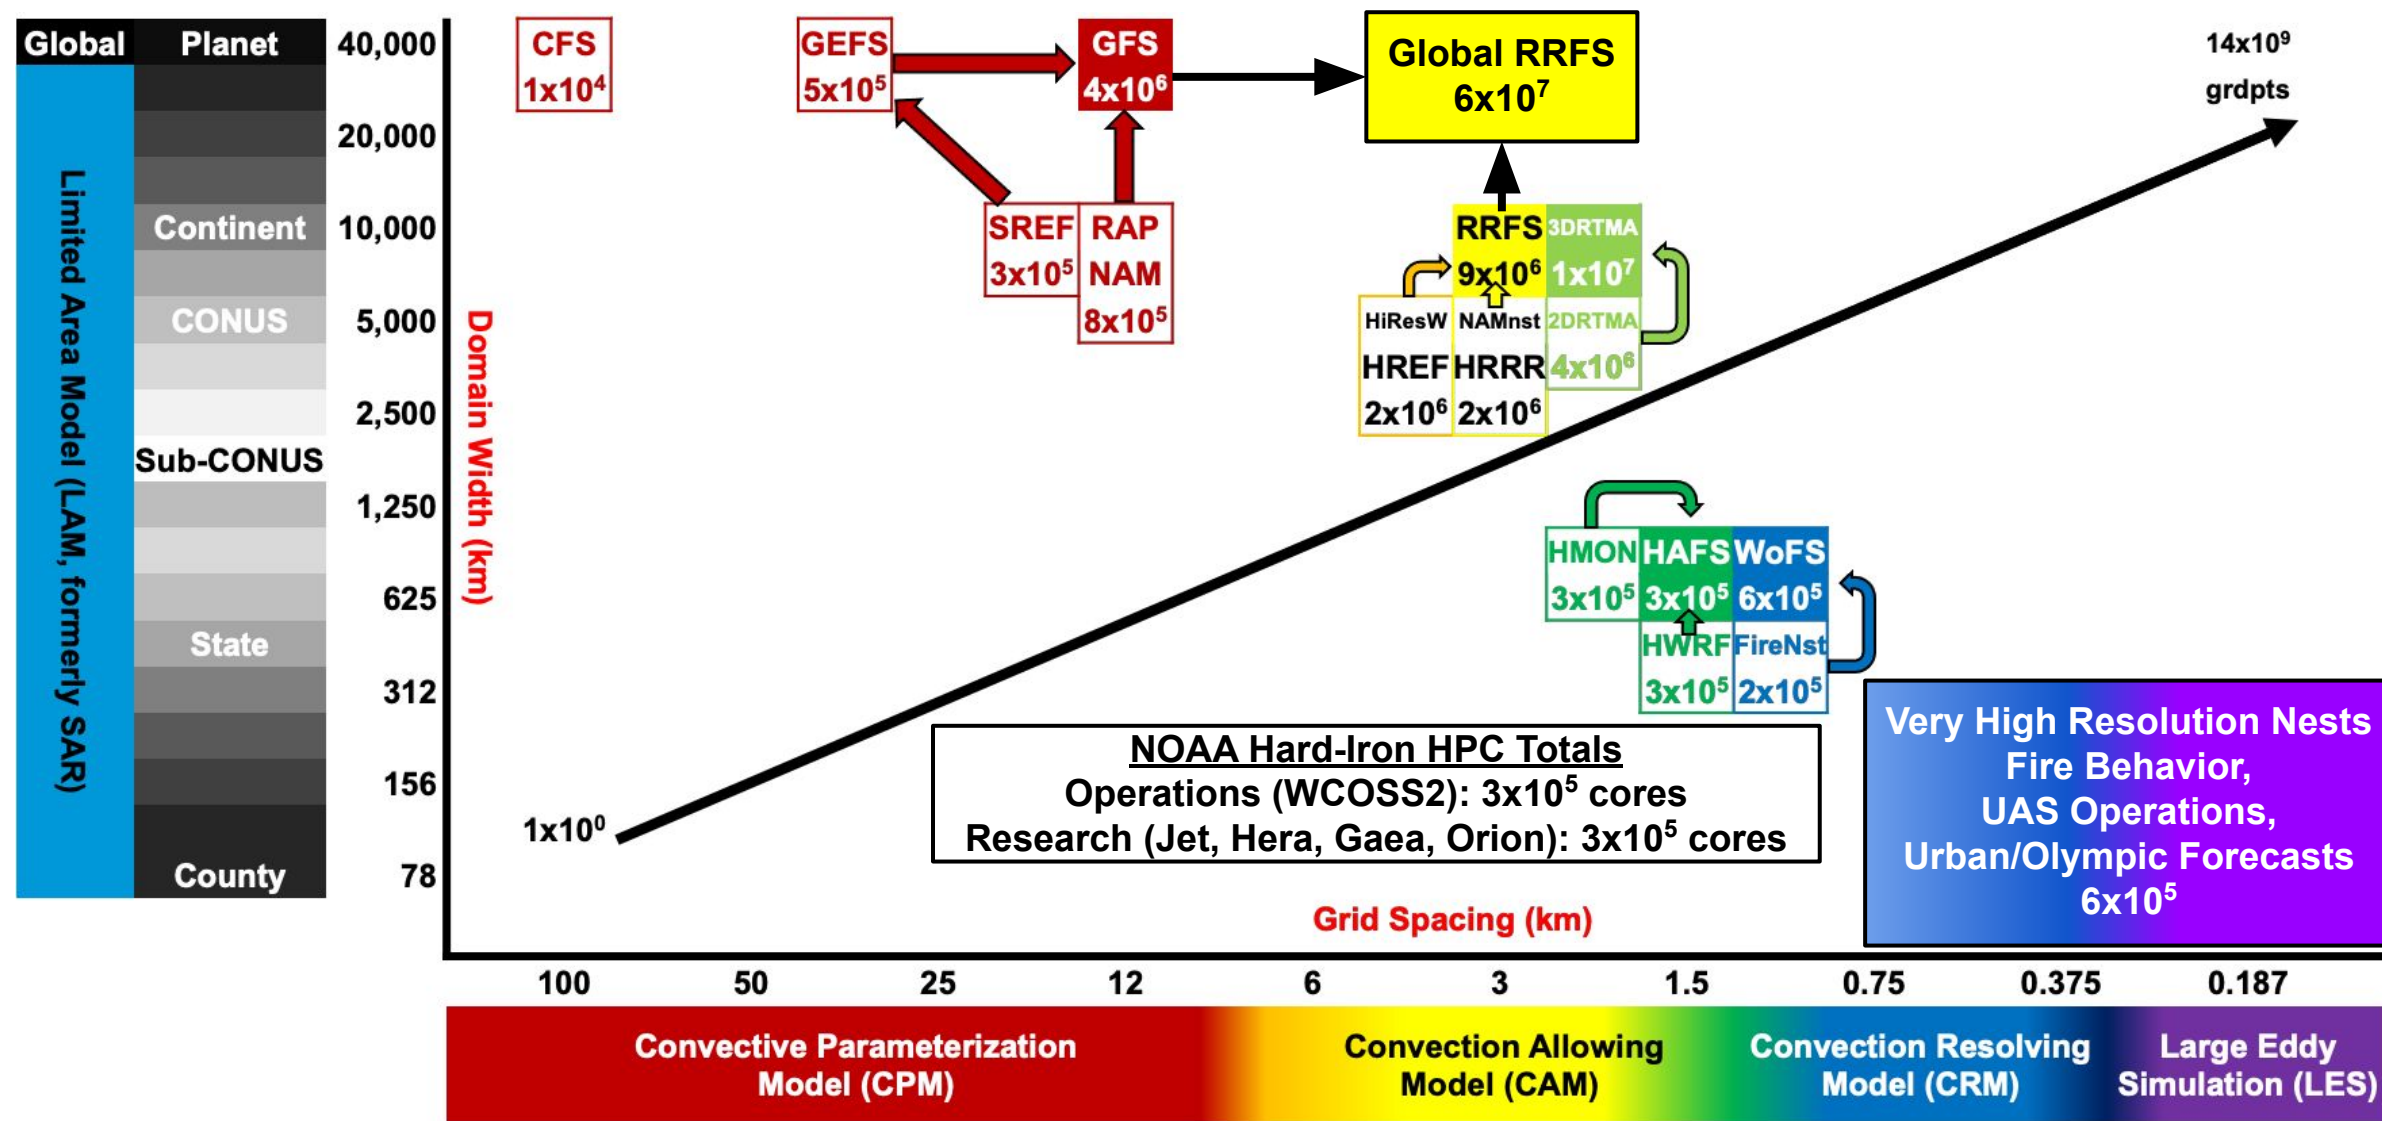 Global
Planet
40,000
20,000
Continent
10,000
CONUS
5,000
2,500
Sub-CONUS
1,250
625
State
312
156
County
78
Limited Area Model (LAM, formerly SAR)
Domain Width (km)
CFS
1x10⁴
GEFS
5x10⁵
GFS
4x10⁶
Global RRFS
6x10⁷
14x10⁹
grdpts
SREF
3x10⁵
RAP
NAM
8x10⁵
RRFS
9x10⁶
3DRTMA
1x10⁷
HiResW
HREF
2x10⁶
NAMnst
HRRR
2x10⁶
2DRTMA
4x10⁶
HMON
3x10⁵
HAFS
3x10⁵
WoFS
6x10⁵
HWRF
3x10⁵
FireNst
2x10⁵
1x10⁰
NOAA Hard-Iron HPC Totals
Operations (WCOSS2): 3x10⁵ cores
Research (Jet, Hera, Gaea, Orion): 3x10⁵ cores
Very High Resolution Nests
Fire Behavior,
UAS Operations,
Urban/Olympic Forecasts
6x10⁵
Grid Spacing (km)
100 50 25 12 6 3 1.5 0.75 0.375 0.187
Convective Parameterization
Model (CPM)
Convection Allowing
Model (CAM)
Convection Resolving
Model (CRM)
Large Eddy
Simulation (LES)